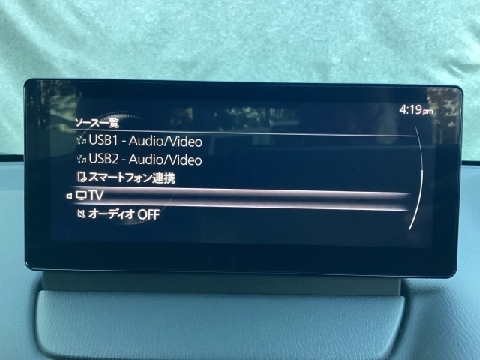 4:19pm
ソース一覧
USB1 - Audio/Video
USB2 - Audio/Video
スマートフォン連携
TV
オーディオ OFF